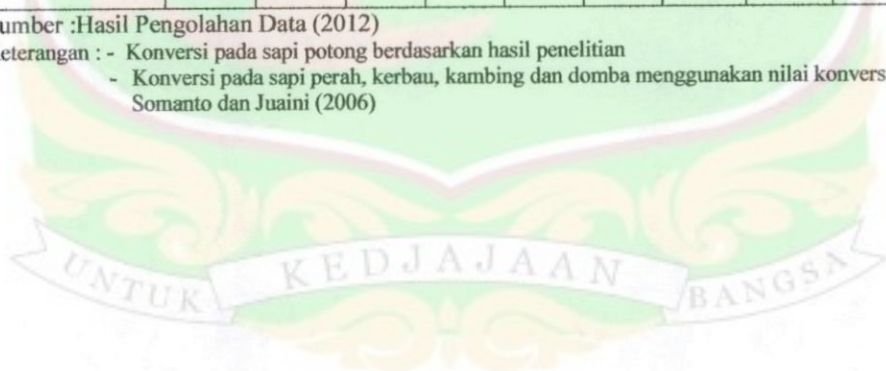 umber :Hasil Pengolahan Data (2012)
eterangan : - Konversi pada sapi potong berdasarkan hasil penelitian
- Konversi pada sapi perah, kerbau, kambing dan domba menggunakan nilai konvers
Somanto dan Juaini (2006)
UNTUK KEDJAJAAN BANGSA